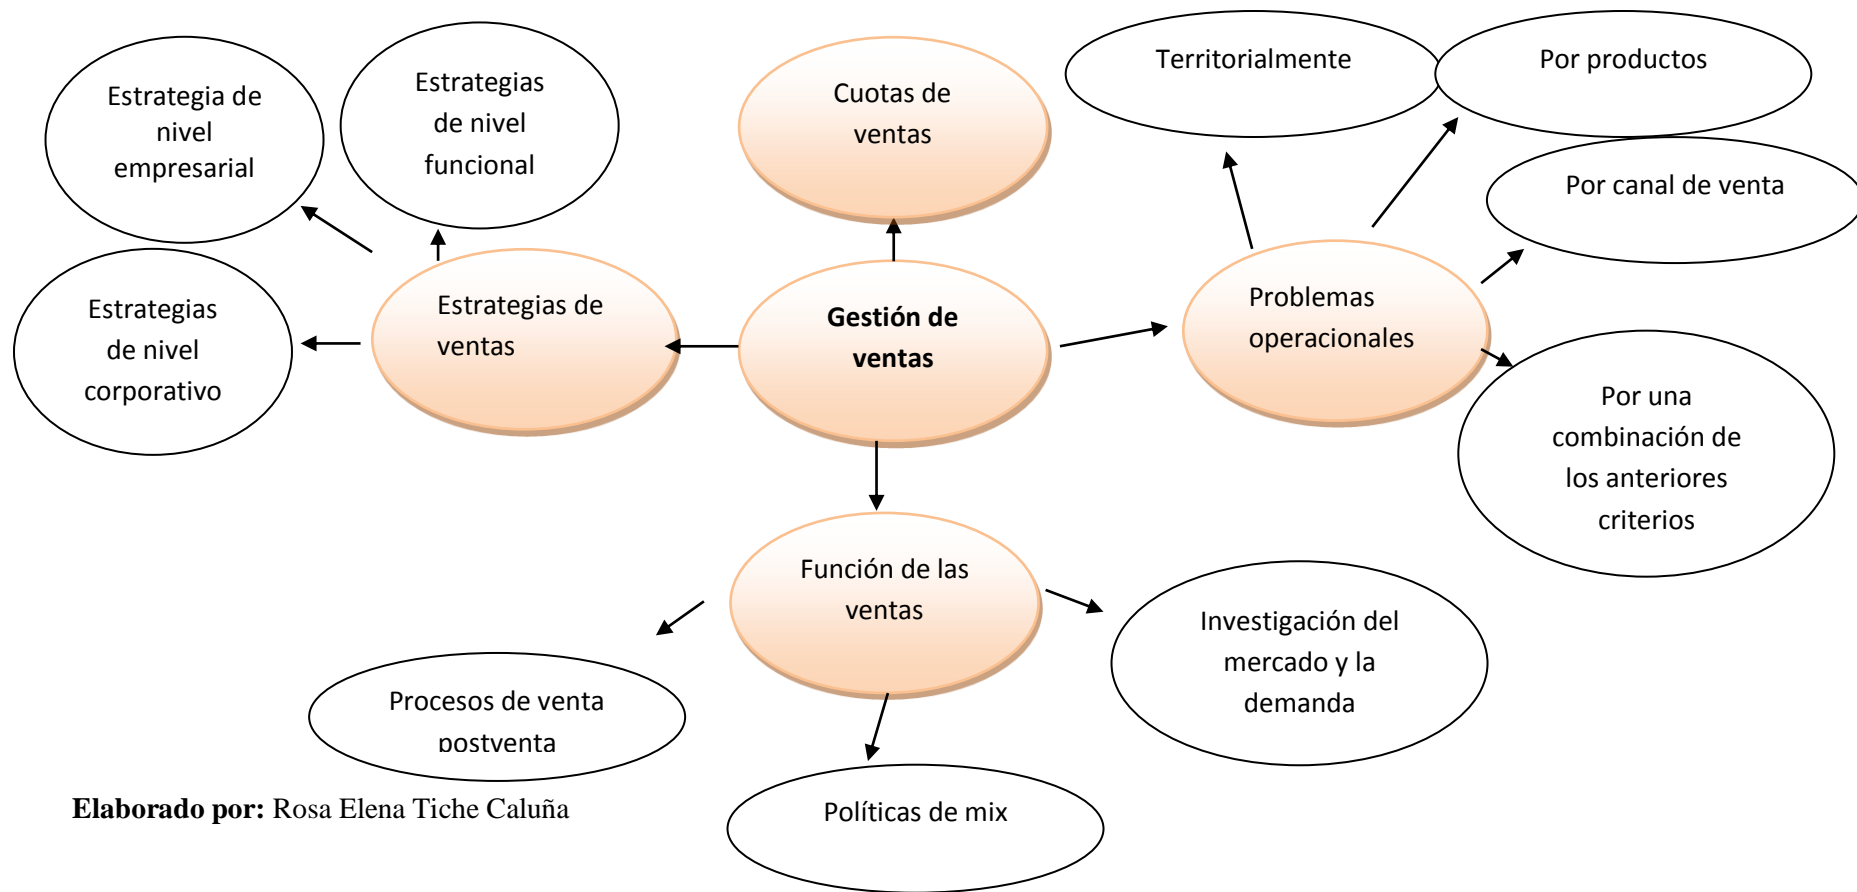 Estrategia de
nivel
empresarial
Estrategias
de nivel
funcional
Cuotas de
ventas
Territorialmente
Por productos
Por canal de venta
Estrategias
de nivel
corporativo
Estrategias de
ventas
Gestión de
ventas
Problemas
operacionales
Por una
combinación de
los anteriores
criterios
Función de las
ventas
Investigación del
mercado y la
demanda
Procesos de venta
postventa
Políticas de mix
Elaborado por: Rosa Elena Tiche Caluña